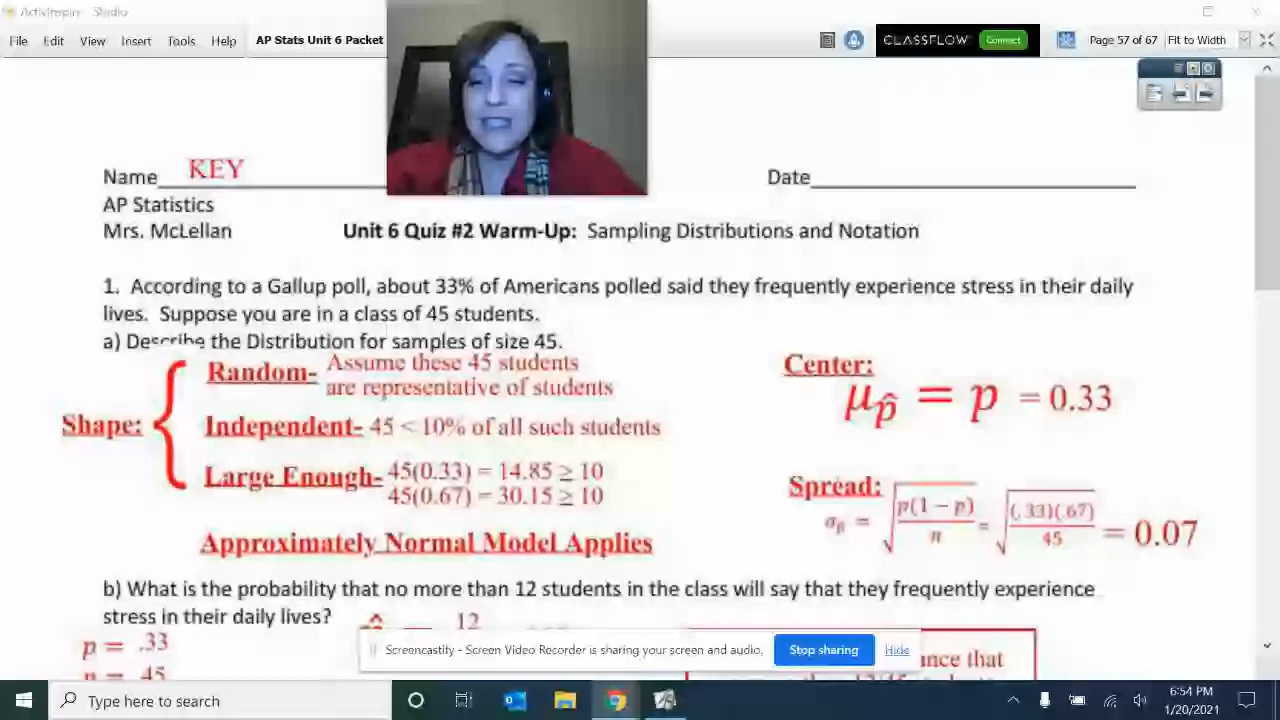 File Edit View Insert Tools Help AP Stats Unit 6 Packet CLASSFLOW Connect Page 57 of 67 Fit to Width
Name KEY Date
AP Statistics
Mrs. McLellan Unit 6 Quiz #2 Warm-Up: Sampling Distributions and Notation
1. According to a Gallup poll, about 33% of Americans polled said they frequently experience stress in their daily
lives. Suppose you are in a class of 45 students.
a) Describe the Distribution for samples of size 45.
Shape:
Random- Assume these 45 students
are representative of students
Independent- 45 < 10% of all such students
Large Enough- 45(0.33) = 14.85 ≥ 10
45(0.67) = 30.15 ≥ 10
Approximately Normal Model Applies
Center:
μp̂ = p = 0.33
Spread:
σp̂ = √(p(1 − p)/n) = √((.33)(.67)/45) = 0.07
b) What is the probability that no more than 12 students in the class will say that they frequently experience
stress in their daily lives?
p = .33
12
Screencastify - Screen Video Recorder is sharing your screen and audio. Stop sharing Hide
Type here to search
6:54 PM
1/20/2021